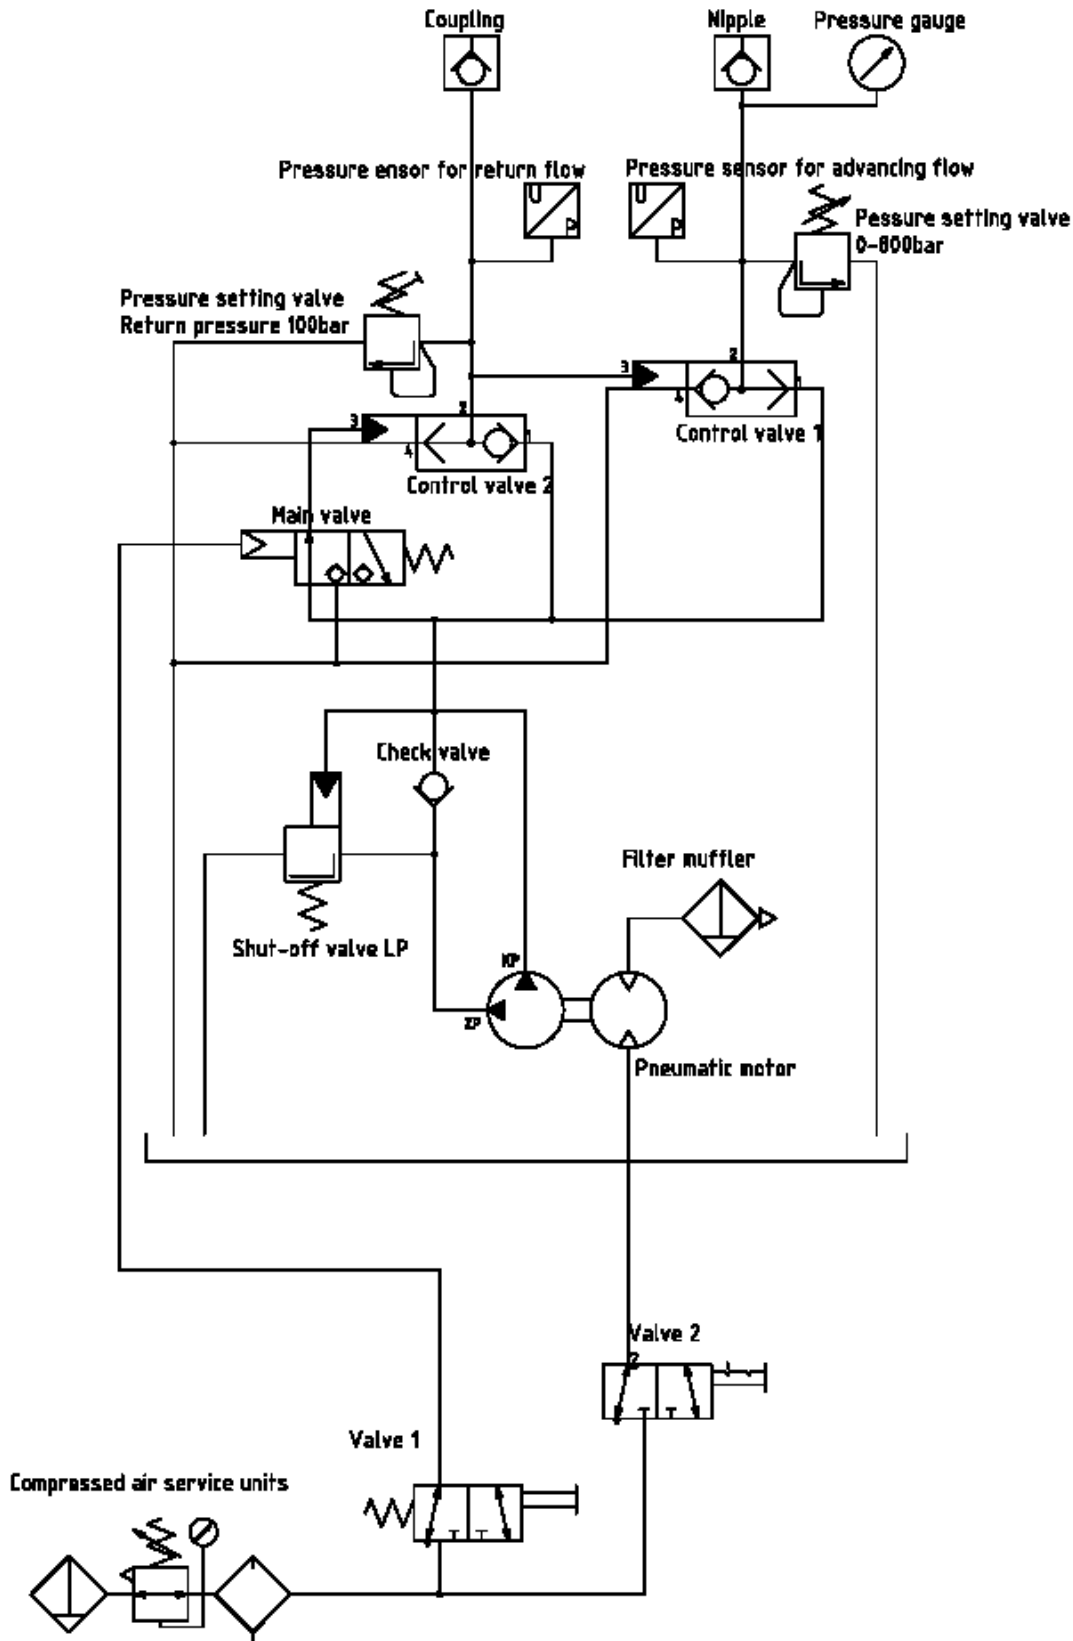 Coupling
Nipple
Pressure gauge
Pressure ensor for return flow
Pressure sensor for advancing flow
U
P
U
P
Pessure setting valve
0-800bar
Pressure setting valve
Return pressure 100bar
2
3
1
4
Control valve 1
2
3
1
4
Control valve 2
Main valve
Check valve
Filter muffler
Shut-off valve LP
HP
ZP
Pneumatic motor
Valve 2
2
Valve 1
Compressed air service units